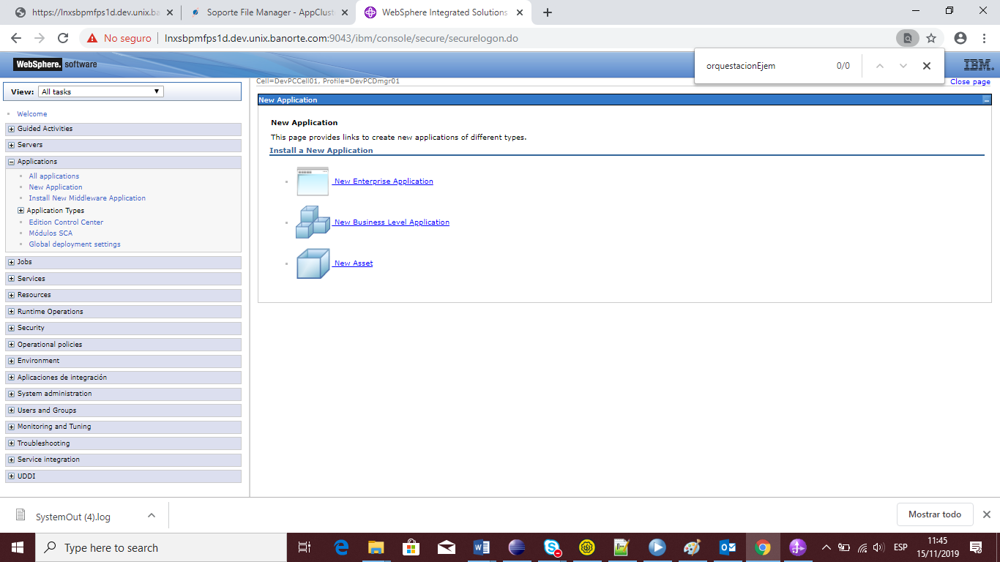 https://lnxsbpmfps1d.dev.unix.ba
Soporte File Manager - AppClust
WebSphere Integrated Solutions
No seguro
lnxsbpmfps1d.dev.unix.banorte.com:9043/ibm/console/secure/securelogon.do
WebSphere. software
orquestacionEjem 0/0
IBM.
View: All tasks
Cell=DevPCCell01, Profile=DevPCDmgr01
Close page
New Application
Welcome
Guided Activities
Servers
Applications
All applications
New Application
Install New Middleware Application
Application Types
Edition Control Center
Módulos SCA
Global deployment settings
Jobs
Services
Resources
Runtime Operations
Security
Operational policies
Environment
Aplicaciones de integración
System administration
Users and Groups
Monitoring and Tuning
Troubleshooting
Service integration
UDDI
New Application
This page provides links to create new applications of different types.
Install a New Application
New Enterprise Application
New Business Level Application
New Asset
SystemOut (4).log
Mostrar todo
Type here to search
ESP
11:45
15/11/2019